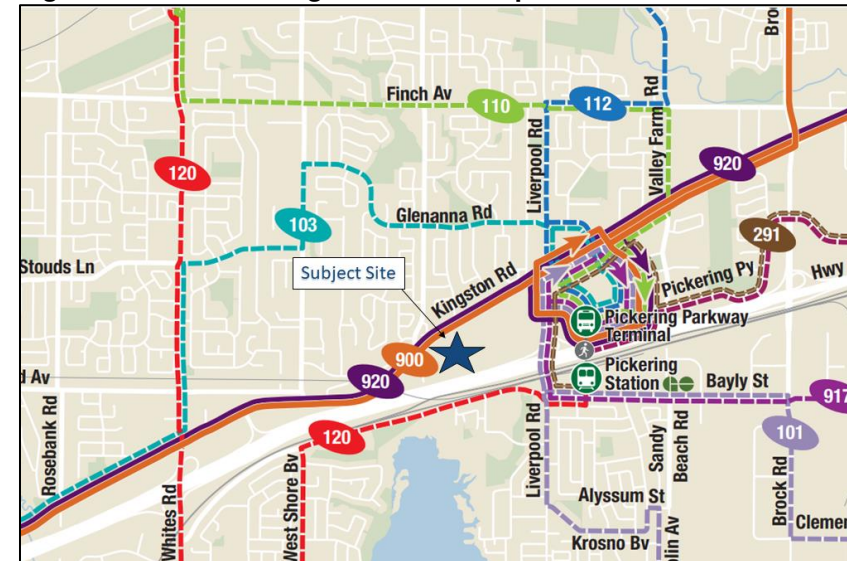 Finch Av
110
112
Brock
Valley Farm Rd
Liverpool Rd
920
120
103
Glenanna Rd
291
Stouds Ln
Subject Site
Kingston Rd
Pickering Py
Hwy
Pickering Parkway
Terminal
900
920
Pickering
Station
Bayly St
d Av
917
120
101
Rosebank Rd
Whites Rd
West Shore Bv
Liverpool Rd
Sandy
Beach Rd
Brock Rd
Alyssum St
Krosno Bv
lin Av
Clemen